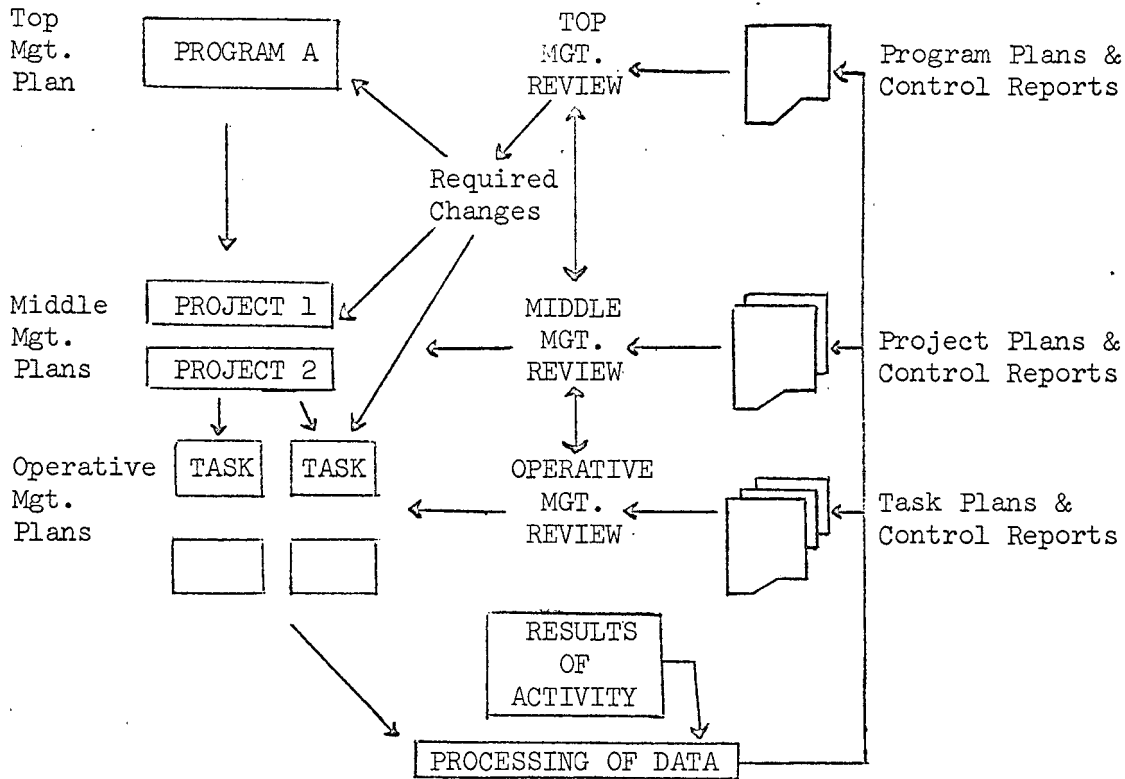 Top
Mgt.
Plan
PROGRAM A
TOP
MGT.
REVIEW
Program Plans &
Control Reports
Required
Changes
Middle
Mgt.
Plans
PROJECT 1
PROJECT 2
MIDDLE
MGT.
REVIEW
Project Plans &
Control Reports
Operative
Mgt.
Plans
TASK
TASK
OPERATIVE
MGT.
REVIEW
Task Plans &
Control Reports
RESULTS
OF
ACTIVITY
PROCESSING OF DATA